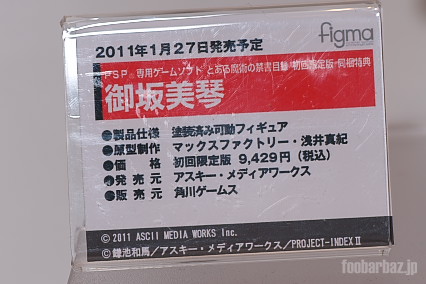 figma
2011年1月27日発売予定
PSP 専用ゲームソフト とある魔術の禁書目録 初回限定版 同梱特典
御坂美琴
●製品仕様 塗装済み可動フィギュア
●原型制作 マックスファクトリー・浅井真紀
●価　　格 初回限定版 9,429円（税込）
●発 売 元 アスキー・メディアワークス
●販 売 元 角川ゲームス
©2011 ASCII MEDIA WORKS Inc.
©鎌池和馬／アスキー・メディアワークス／PROJECT-INDEX II
foobarbaz.jp